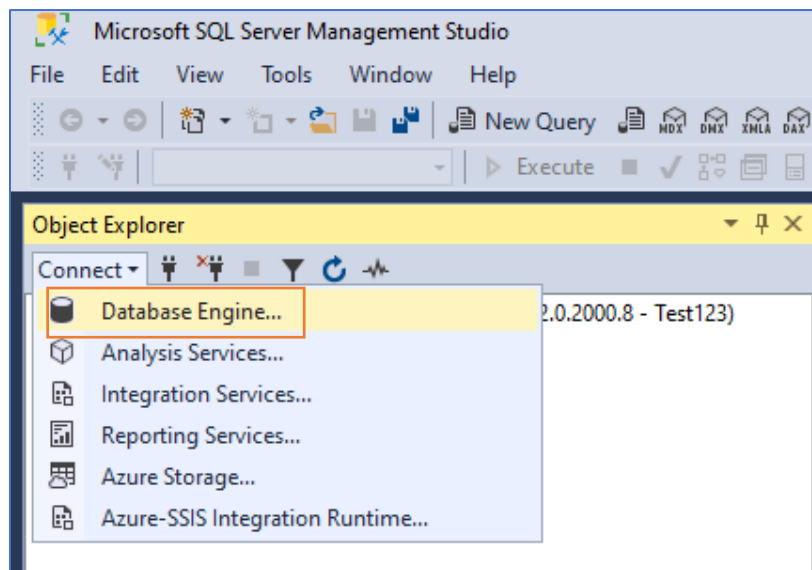 Microsoft SQL Server Management Studio
File Edit View Tools Window Help
New Query MDX DMX XMLA DAX
Execute
Object Explorer
Connect
Database Engine... 2.0.2000.8 - Test123)
Analysis Services...
Integration Services...
Reporting Services...
Azure Storage...
Azure-SSIS Integration Runtime...